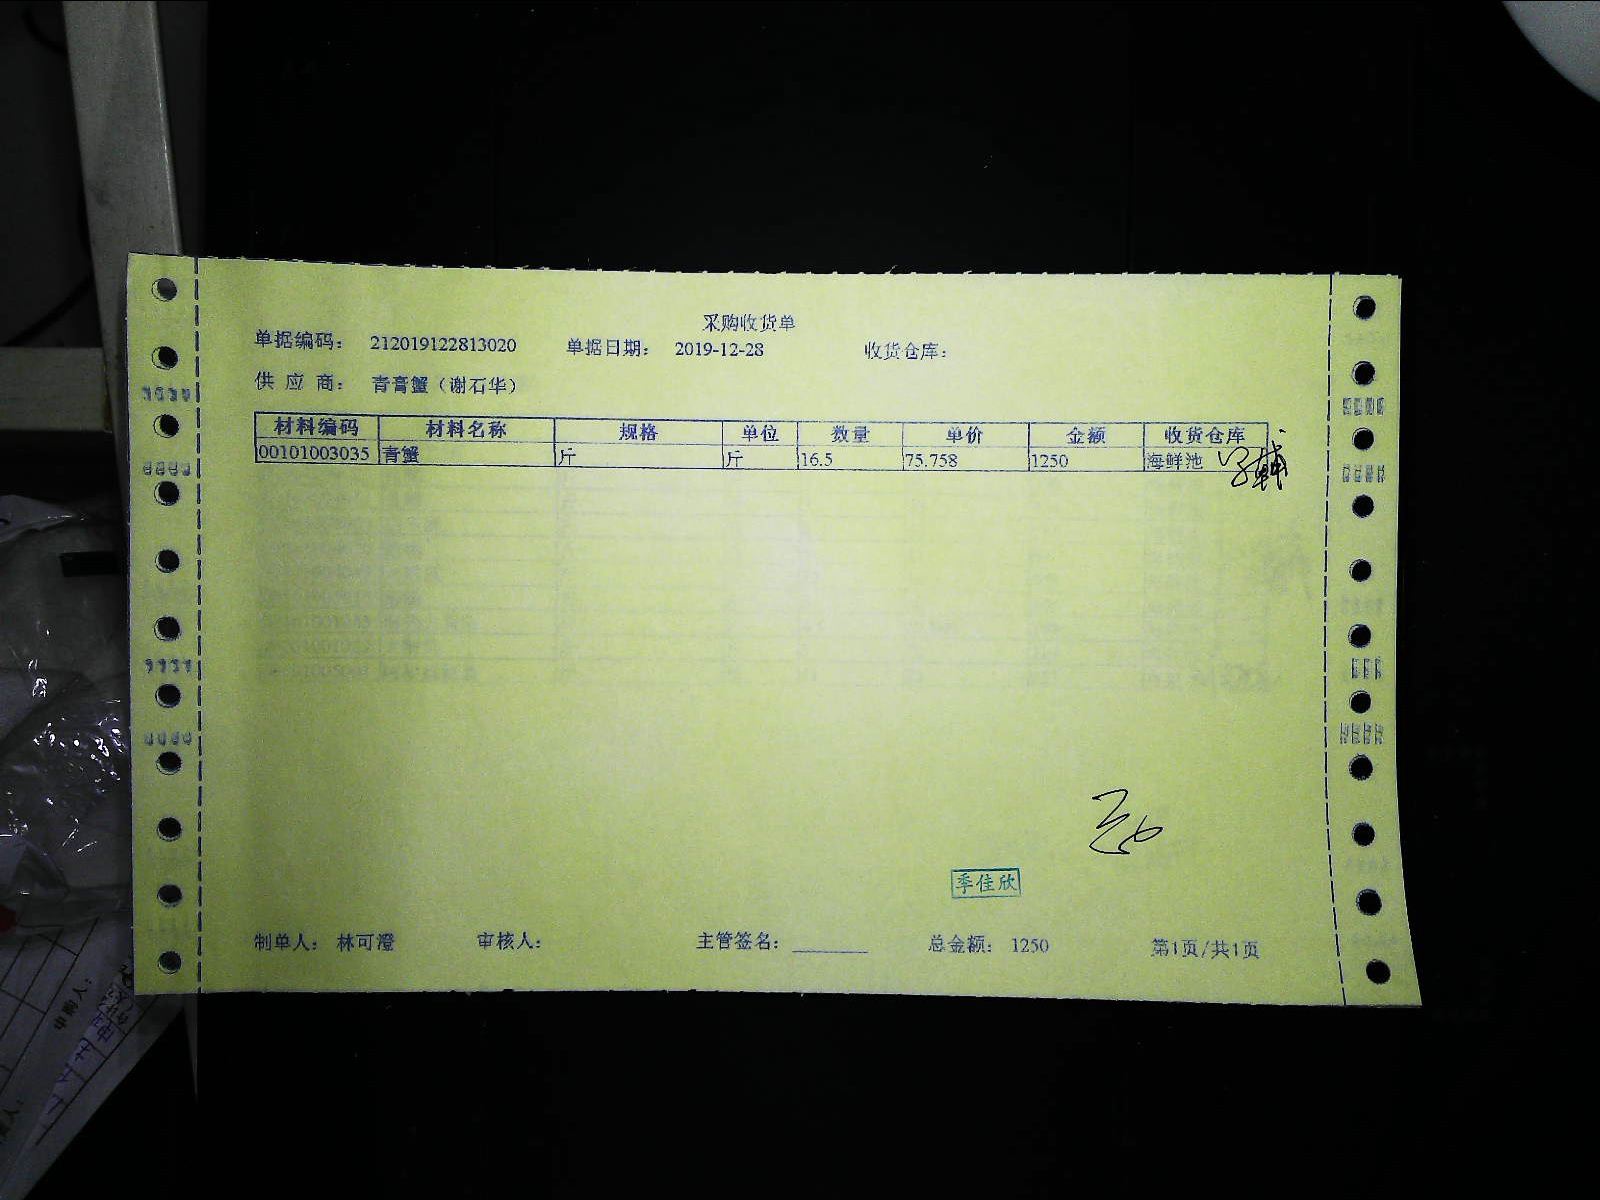 采购收货单
单据编码： 212019122813020 单据日期： 2019-12-28 收货仓库：
供 应 商： 青膏蟹（谢石华）
材料编码 材料名称 规格 单位 数量 单价 金额 收货仓库
00101003035 青蟹 斤 斤 16.5 75.758 1250 海鲜池
季佳欣
制单人： 林可澄 审核人： 主管签名： 总金额： 1250 第1页/共1页
申购人：